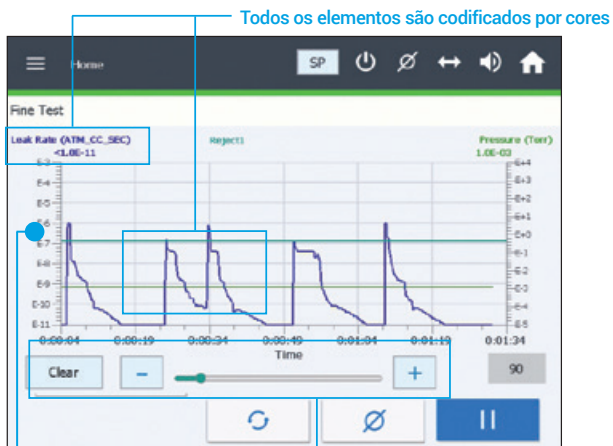 Todos os elementos são codificados por cores
Home
SP
Fine Test
Leak Rate (ATM_CC_SEC)
<1.0E-11
Reject1
Pressure (Torr)
1.0E-03
E-3
E-4
E-5
E-6
E-7
E-8
E-9
E-10
E-11
E+4
E+3
E+2
E+1
E+0
E-1
E-2
E-3
E-4
E-5
0:00:04 0:00:19 0:00:34 0:00:49 0:01:04 0:01:19 0:01:34
Time
Clear - + 90